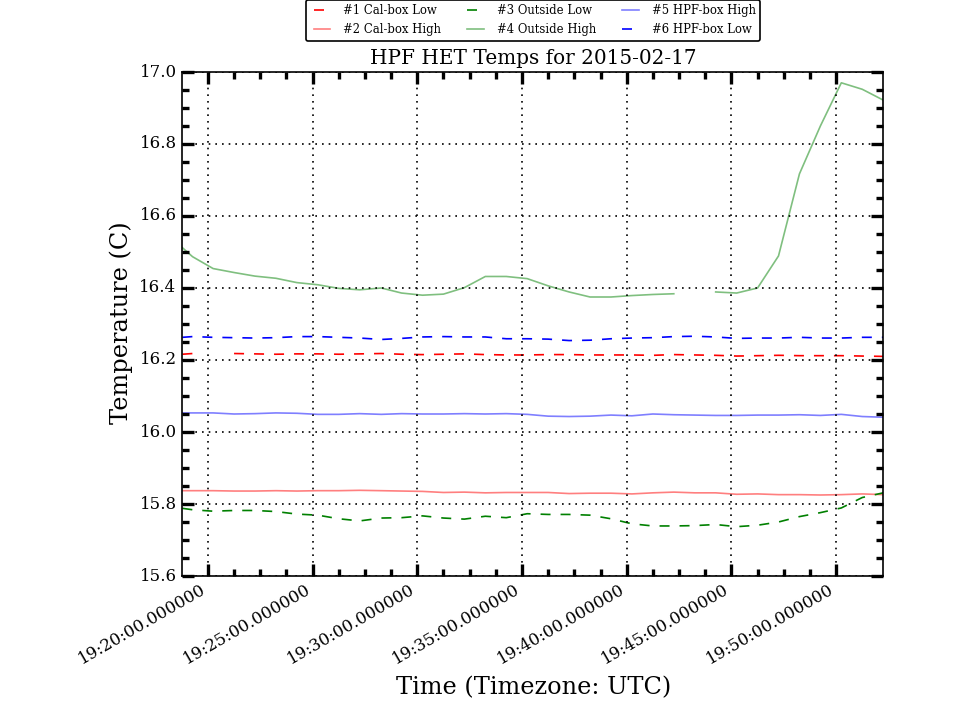 #1 Cal-box Low #3 Outside Low #5 HPF-box High
#2 Cal-box High #4 Outside High #6 HPF-box Low
HPF HET Temps for 2015-02-17
17.0
16.8
16.6
16.4
16.2
16.0
15.8
15.6
Temperature (C)
19:20:00.000000 19:25:00.000000 19:30:00.000000 19:35:00.000000 19:40:00.000000 19:45:00.000000 19:50:00.000000
Time (Timezone: UTC)